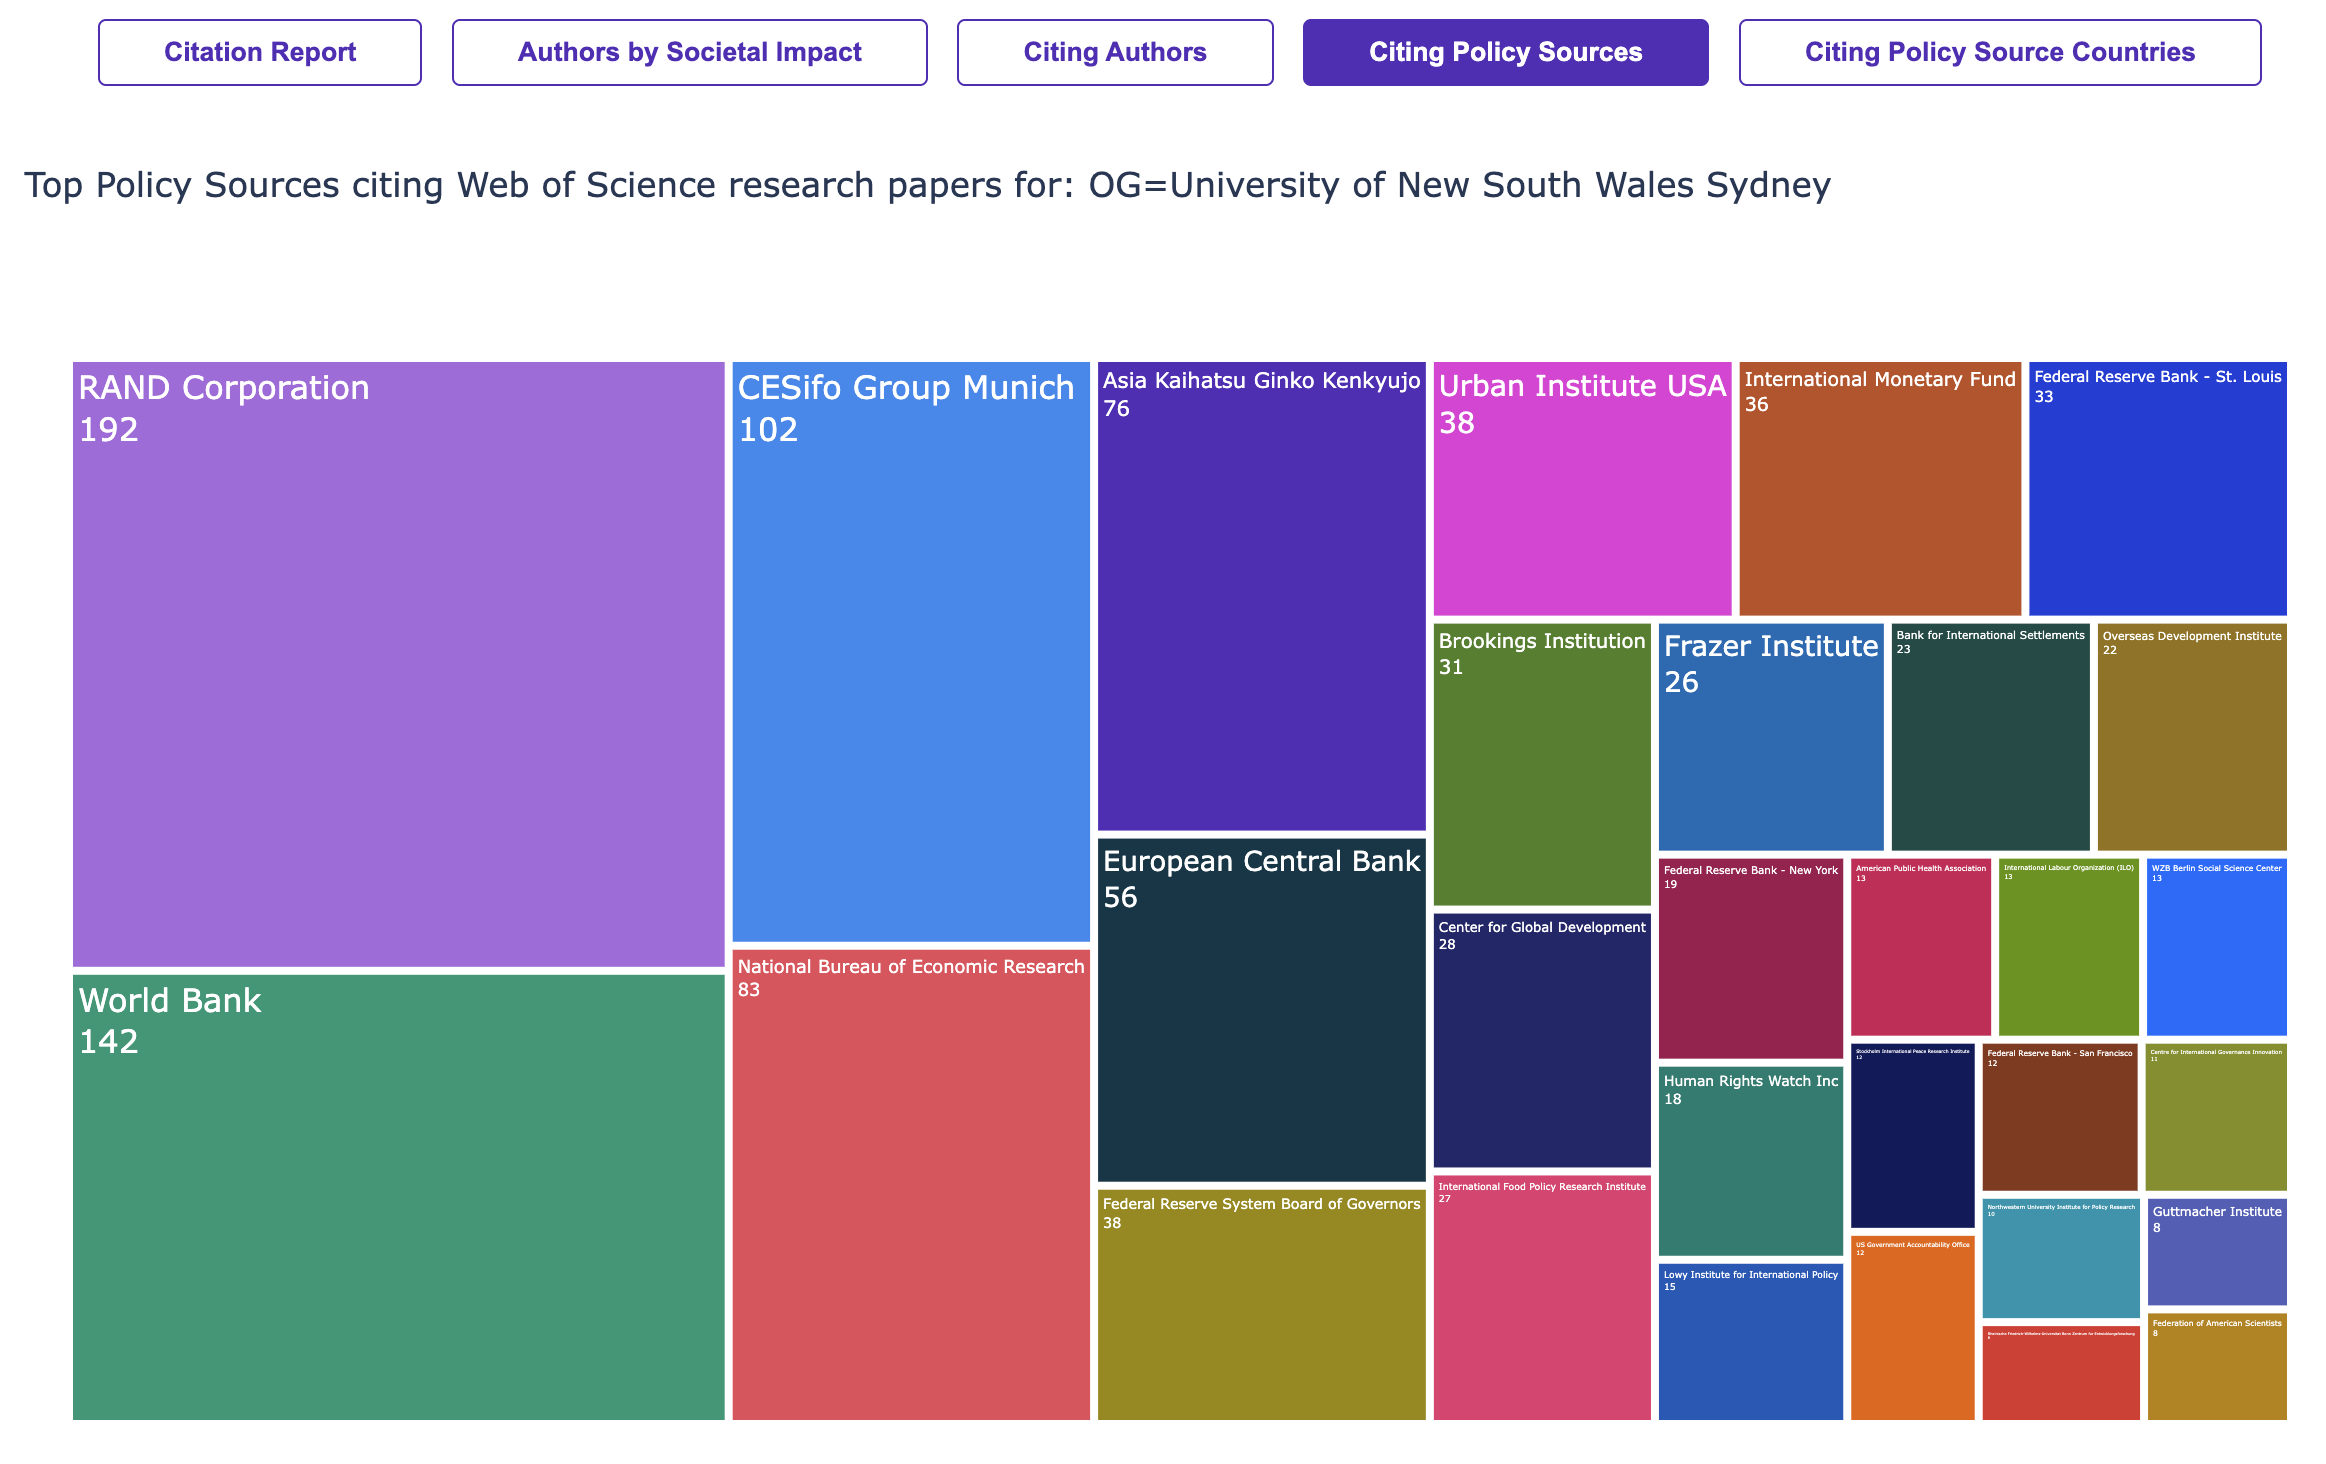 Citation Report
Authors by Societal Impact
Citing Authors
Citing Policy Sources
Citing Policy Source Countries
Top Policy Sources citing Web of Science research papers for: OG=University of New South Wales Sydney
RAND Corporation
192
World Bank
142
CESifo Group Munich
102
National Bureau of Economic Research
83
Asia Kaihatsu Ginko Kenkyujo
76
European Central Bank
56
Federal Reserve System Board of Governors
38
Urban Institute USA
38
International Monetary Fund
36
Federal Reserve Bank - St. Louis
33
Brookings Institution
31
Center for Global Development
28
International Food Policy Research Institute
27
Frazer Institute
26
Bank for International Settlements
23
Overseas Development Institute
22
Federal Reserve Bank - New York
19
Human Rights Watch Inc
18
Lowy Institute for International Policy
15
American Public Health Association
13
International Labour Organization (ILO)
13
WZB Berlin Social Science Center
13
Stockholm International Peace Research Institute
12
US Government Accountability Office
12
Federal Reserve Bank - San Francisco
12
Centre for International Governance Innovation
11
Northwestern University Institute for Policy Research
10
Rheinische Friedrich Wilhelms Universitat Bonn Zentrum fur Entwicklungsforschung
Guttmacher Institute
8
Federation of American Scientists
8